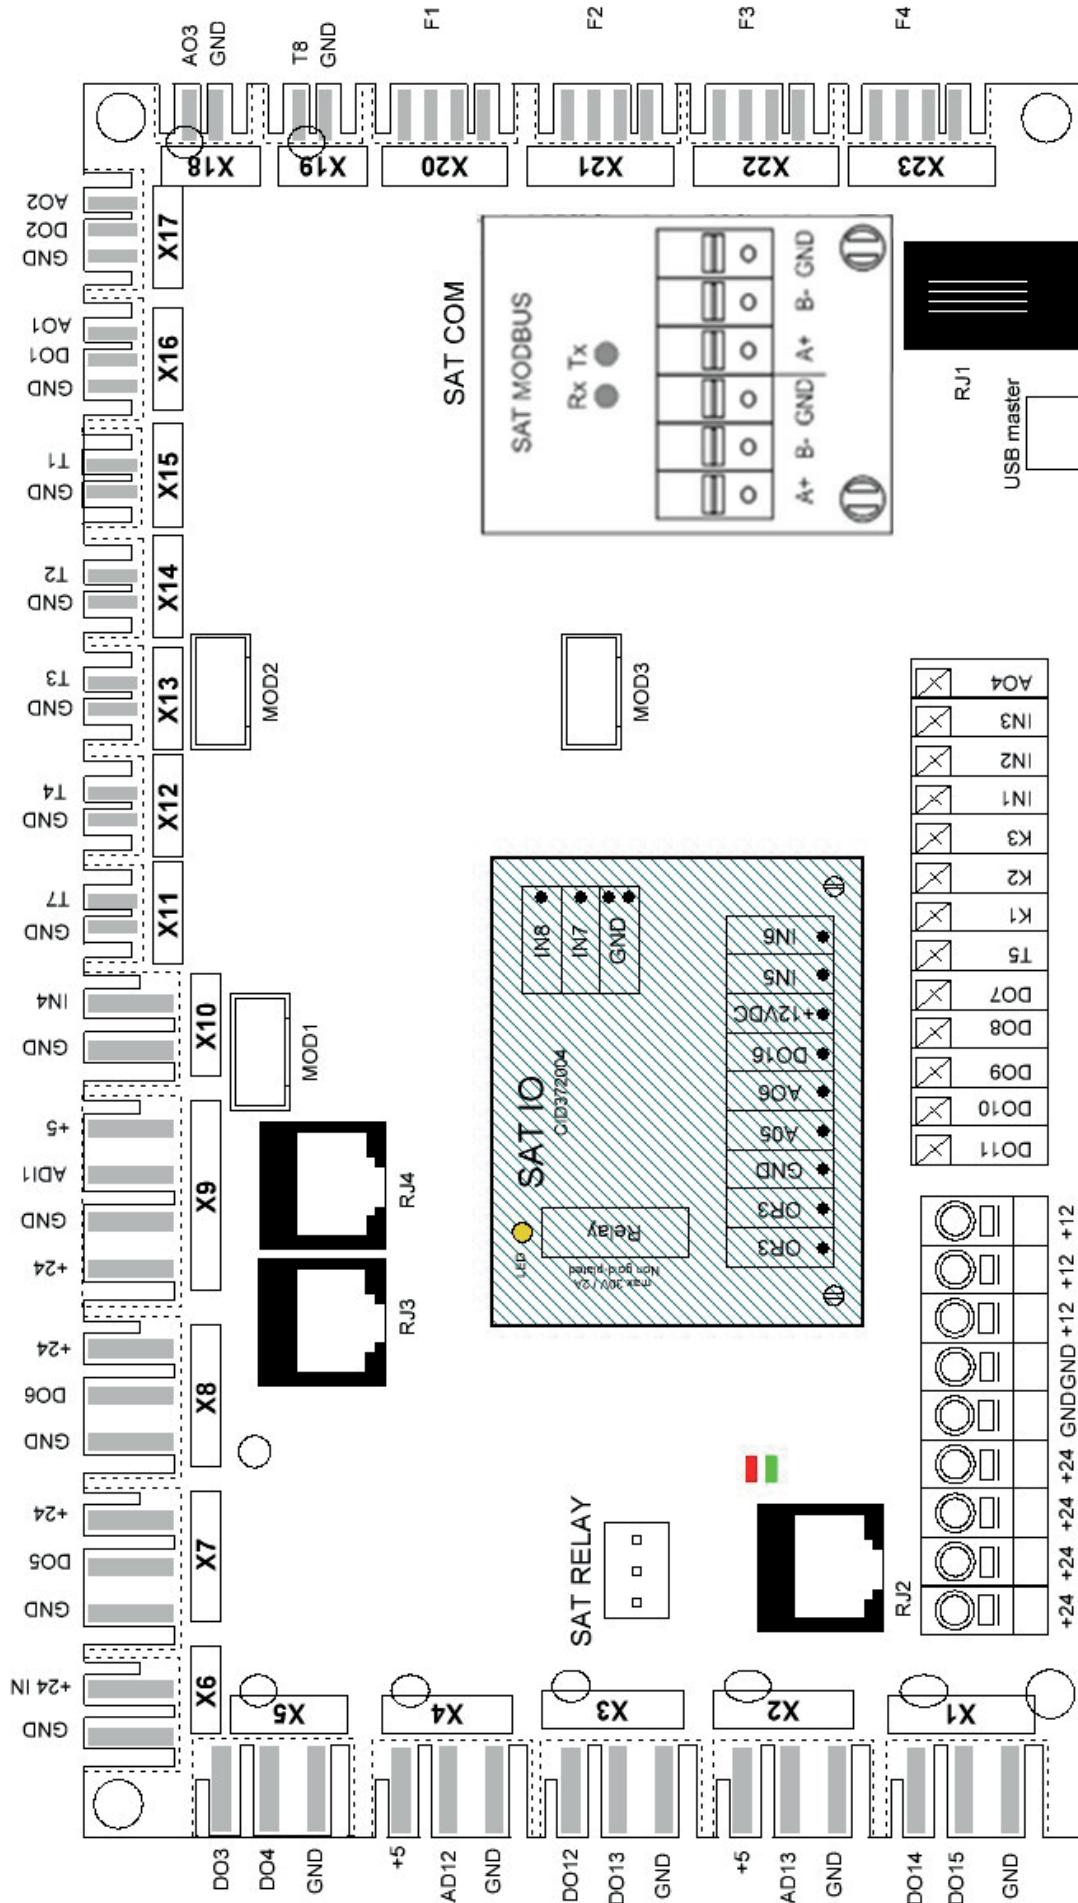 AO3
GND
T8
GND
F1
F2
F3
F4
X18
X19
X20
X21
X22
X23
AO2
DO2
GND
X17
AO1
DO1
GND
X16
T1
GND
X15
T2
GND
X14
T3
GND
X13
T4
GND
X12
T7
GND
X11
IN4
GND
X10
+5
ADI1
GND
+24
X9
+24
DO6
GND
X8
+24
DO5
GND
X7
+24 IN
GND
X6
SAT COM
SAT MODBUS
Rx Tx
A+ B- GND A+ B- GND
RJ1
USB master
MOD2
MOD3
MOD1
RJ4
RJ3
SAT IO
CID372004
LED
Relay
max 30V / 2A
Non gold-plated
IN8
IN7
GND
IN6
IN5
+12VDC
DO16
AO6
A05
GND
OR3
OR3
AO4
IN3
IN2
IN1
K3
K2
K1
T5
DO7
DO8
DO9
DO10
DO11
SAT RELAY
RJ2
+24 +24 +24 +24 GND GND +12 +12 +12
X5
X4
X3
X2
X1
DO3
DO4
GND
+5
AD12
GND
DO12
DO13
GND
+5
AD13
GND
DO14
DO15
GND